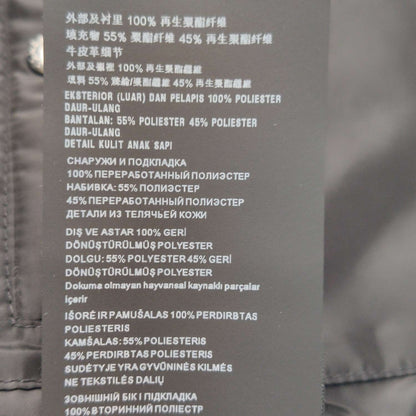 外部及衬里 100% 再生聚酯纤维
填充物 55% 聚酯纤维 45% 再生聚酯纤维
牛皮革细节
外部及襯裡 100% 再生聚酯纖維
填料 55% 聚酯纖維 45% 再生聚酯纖維
EKSTERIOR (LUAR) DAN PELAPIS 100% POLIESTER
DAUR-ULANG
BANTALAN: 55% POLIESTER 45% POLIESTER
DAUR-ULANG
DETAIL KULIT ANAK SAPI
СНАРУЖИ И ПОДКЛАДКА
100% ПЕРЕРАБОТАННЫЙ ПОЛИЭСТЕР
НАБИВКА: 55% ПОЛИЭСТЕР
45% ПЕРЕРАБОТАННЫЙ ПОЛИЭСТЕР
ДЕТАЛИ ИЗ ТЕЛЯЧЬЕЙ КОЖИ
DIŞ VE ASTAR 100% GERİ
DÖNÜŞTÜRÜLMÜŞ POLYESTER
DOLGU: 55% POLYESTER 45% GERİ
DÖNÜŞTÜRÜLMÜŞ POLYESTER
Dokuma olmayan hayvansal kaynaklı parçalar
içerir
IŠORĖ IR PAMUŠALAS 100% PERDIRBTAS
POLIESTERIS
KAMŠALAS: 55% POLIESTERIS
45% PERDIRBTAS POLIESTERIS
SUDĖTYJE YRA GYVŪNINĖS KILMĖS
NE TEKSTILĖS DALIŲ
ЗОВНІШНІЙ БІК І ПІДКЛАДКА
100% ВТОРИННИЙ ПОЛІЕСТР